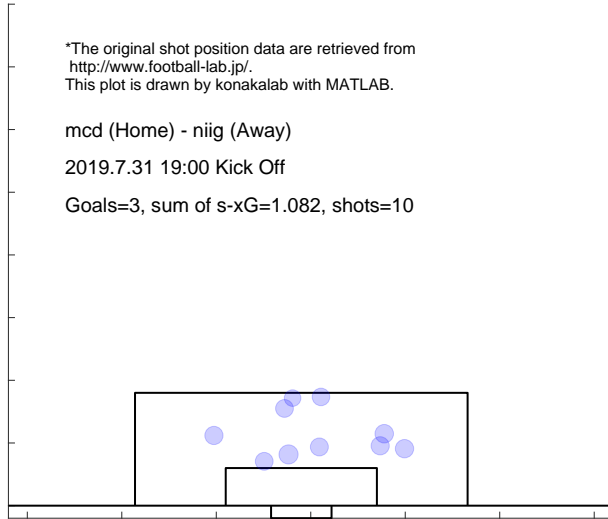 *The original shot position data are retrieved from
http://www.football-lab.jp/.
This plot is drawn by konakalab with MATLAB.
mcd (Home) - niig (Away)
2019.7.31 19:00 Kick Off
Goals=3, sum of s-xG=1.082, shots=10